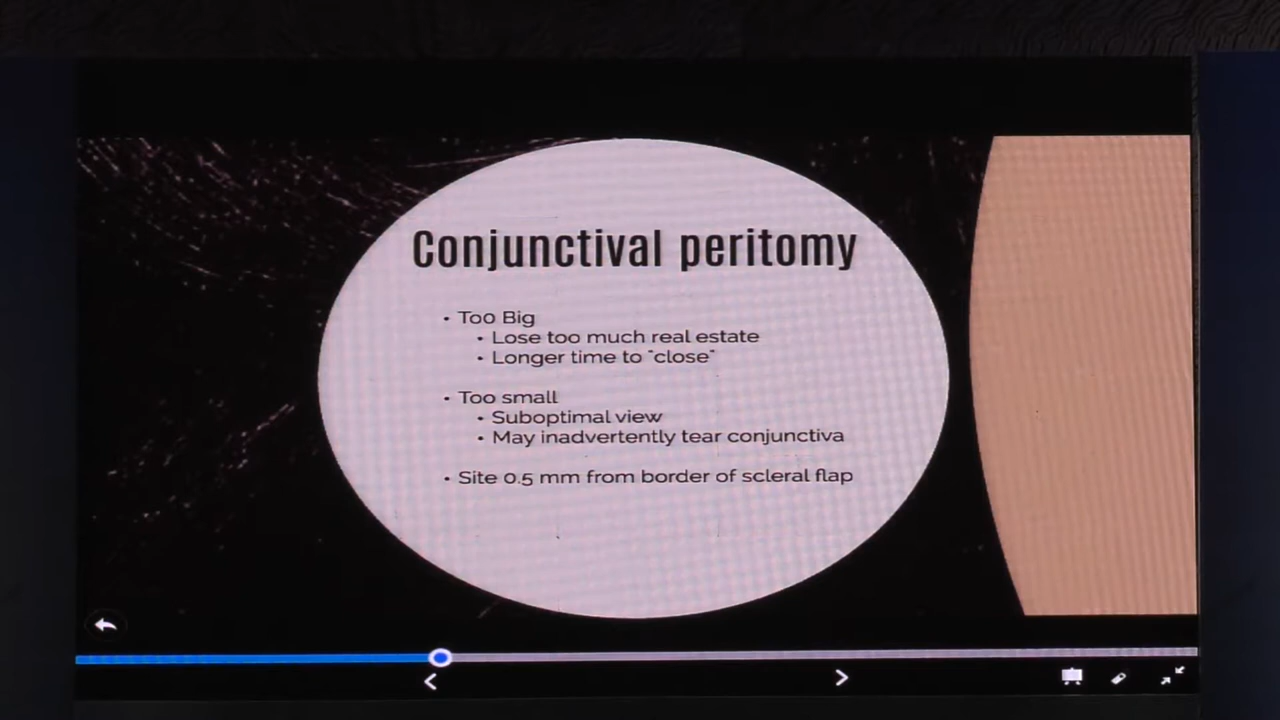 Conjunctival peritomy
• Too Big
• Lose too much real estate
• Longer time to "close"
• Too small
• Suboptimal view
• May inadvertently tear conjunctiva
• Site 0.5 mm from border of scleral flap